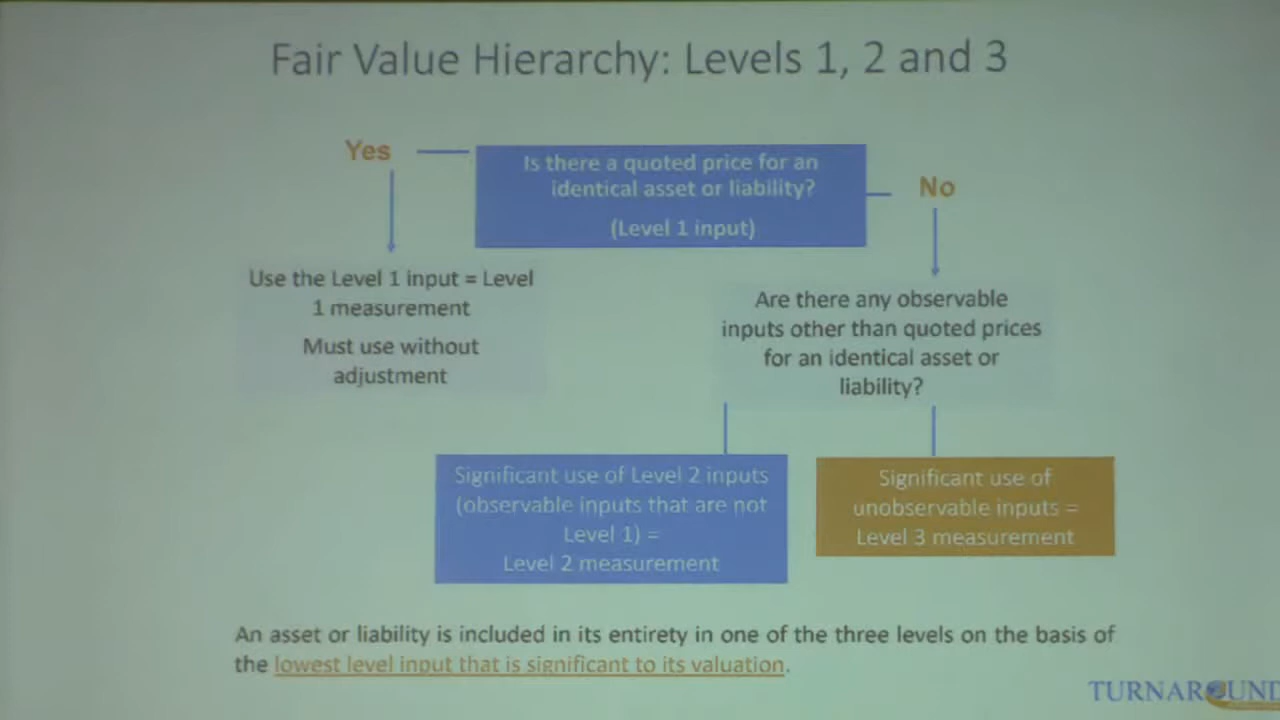 Fair Value Hierarchy: Levels 1, 2 and 3
Yes
Is there a quoted price for an
identical asset or liability?
(Level 1 input)
No
Use the Level 1 input = Level
1 measurement
Must use without
adjustment
Are there any observable
inputs other than quoted prices
for an identical asset or
liability?
Significant use of Level 2 inputs
(observable inputs that are not
Level 1) =
Level 2 measurement
Significant use of
unobservable inputs =
Level 3 measurement
An asset or liability is included in its entirety in one of the three levels on the basis of
the lowest level input that is significant to its valuation.
TURNAROUND